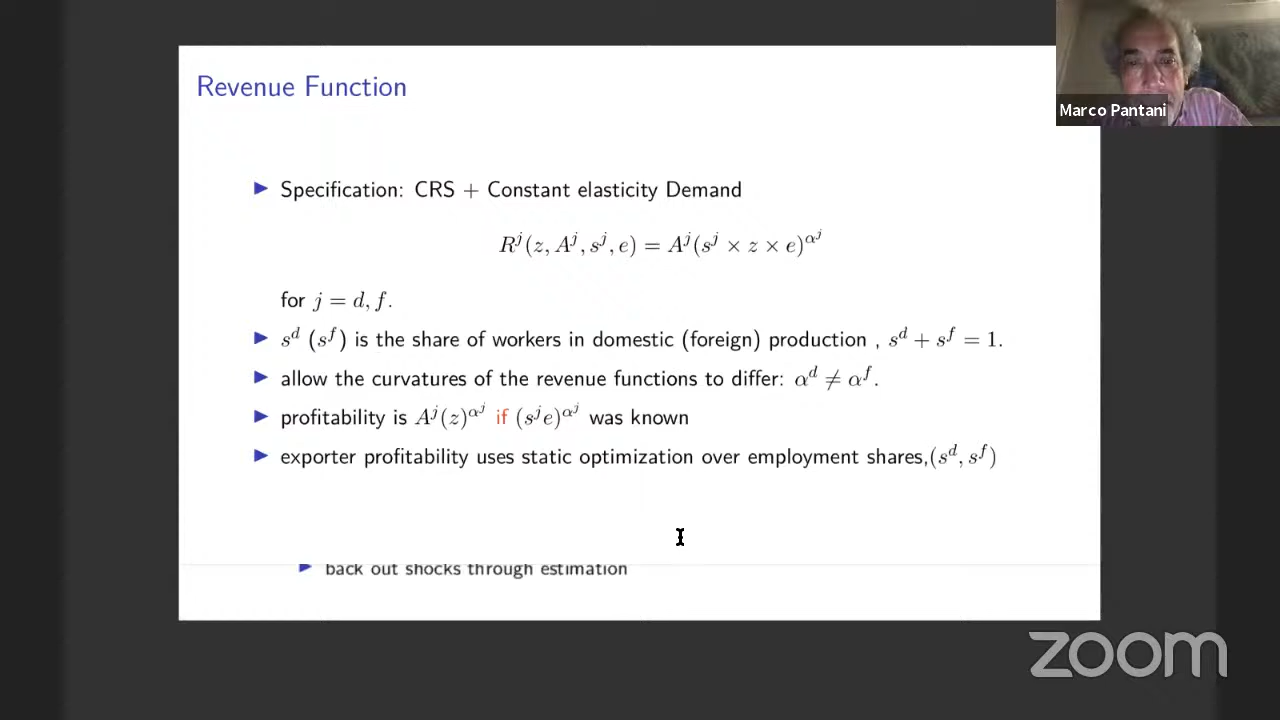 Revenue Function
Marco Pantani
▶ Specification: CRS + Constant elasticity Demand
R^j(z, A^j, s^j, e) = A^j(s^j × z × e)^{α^j}
for j = d, f.
▶ s^d (s^f) is the share of workers in domestic (foreign) production , s^d + s^f = 1.
▶ allow the curvatures of the revenue functions to differ: α^d ≠ α^f.
▶ profitability is A^j(z)^{α^j} if (s^j e)^{α^j} was known
▶ exporter profitability uses static optimization over employment shares,(s^d, s^f)
▶ back out shocks through estimation
zoom